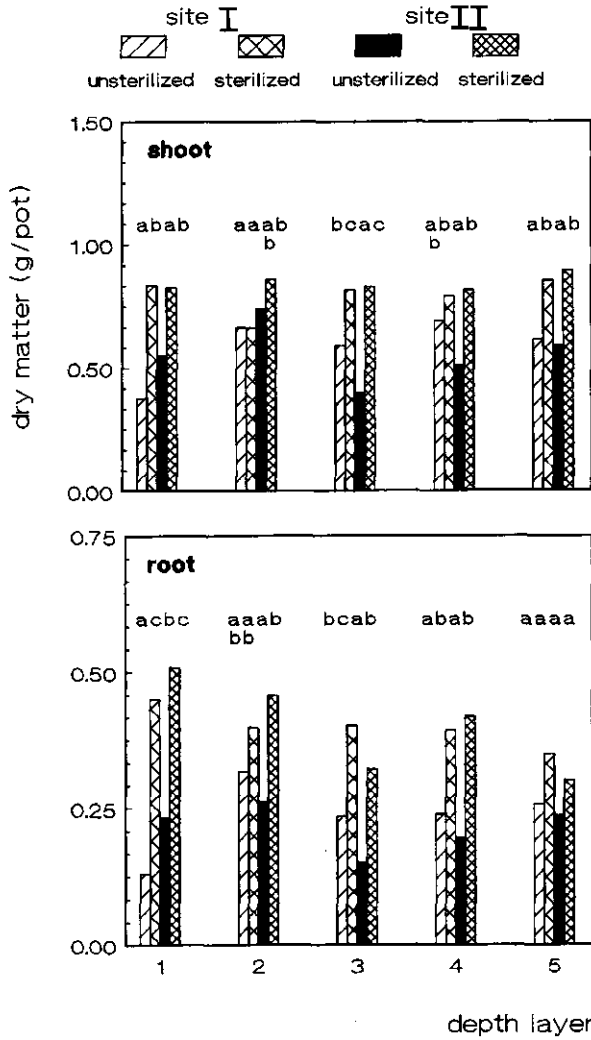 site I site II
unsterilized sterilized unsterilized sterilized
1.50
shoot
abab aaab bcac abab abab
b b
1.00
dry matter (g/pot)
0.50
0.00
0.75
root
acbc aaab bcab abab aaaa
bb
0.50
0.25
0.00
1 2 3 4 5
depth layer